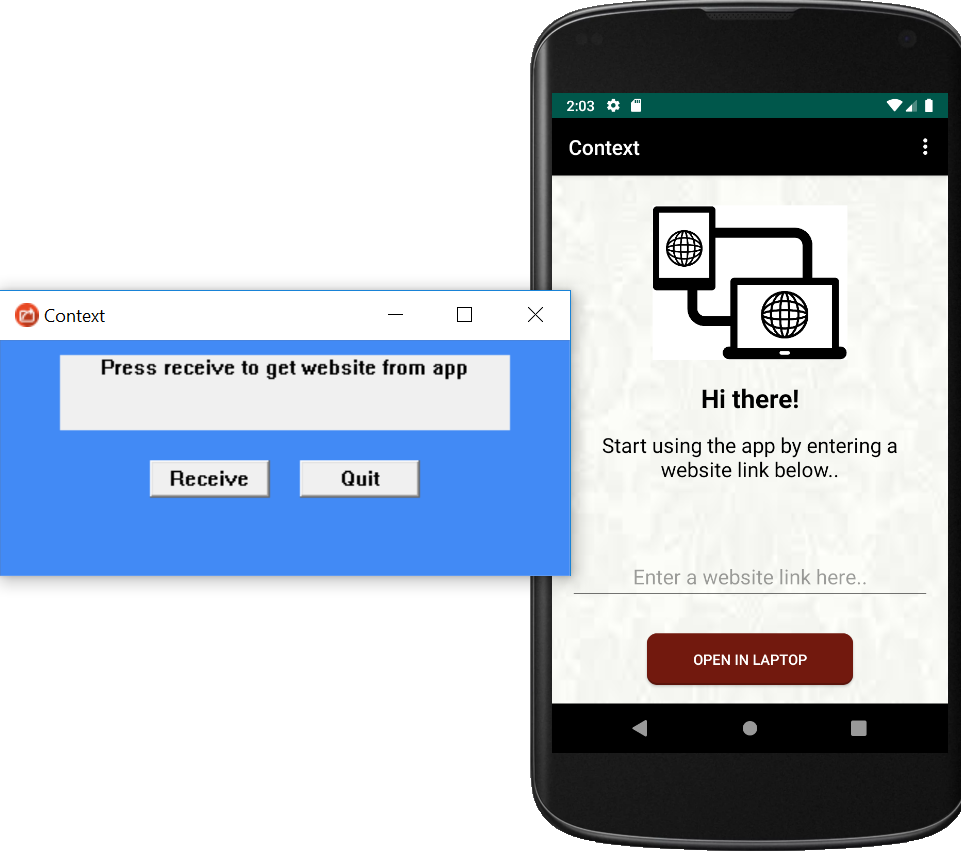 Context
Press receive to get website from app
Receive
Quit
2:03
Context
Hi there!
Start using the app by entering a
website link below..
Enter a website link here..
OPEN IN LAPTOP